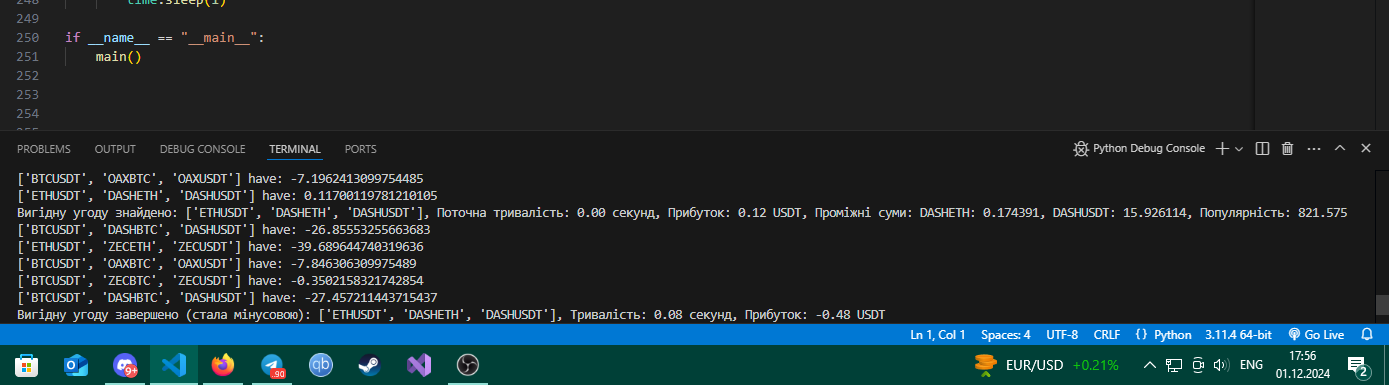 248 time.sleep(1)
249
250 if __name__ == "__main__":
251 main()
252
253
254
255
PROBLEMS OUTPUT DEBUG CONSOLE TERMINAL PORTS Python Debug Console
['BTCUSDT', 'OAXBTC', 'OAXUSDT'] have: -7.1962413099754485
['ETHUSDT', 'DASHETH', 'DASHUSDT'] have: 0.11700119781210105
Вигідну угоду знайдено: ['ETHUSDT', 'DASHETH', 'DASHUSDT'], Поточна тривалість: 0.00 секунд, Прибуток: 0.12 USDT, Проміжні суми: DASHETH: 0.174391, DASHUSDT: 15.926114, Популярність: 821.575
['BTCUSDT', 'DASHBTC', 'DASHUSDT'] have: -26.85553255663683
['ETHUSDT', 'ZECETH', 'ZECUSDT'] have: -39.689644740319636
['BTCUSDT', 'OAXBTC', 'OAXUSDT'] have: -7.846306309975489
['BTCUSDT', 'ZECBTC', 'ZECUSDT'] have: -0.3502158321742854
['BTCUSDT', 'DASHBTC', 'DASHUSDT'] have: -27.457211443715437
Вигідну угоду завершено (стала мінусовою): ['ETHUSDT', 'DASHETH', 'DASHUSDT'], Тривалість: 0.08 секунд, Прибуток: -0.48 USDT
Ln 1, Col 1 Spaces: 4 UTF-8 CRLF {} Python 3.11.4 64-bit Go Live
9+ .90 qb EUR/USD +0.21% ENG 17:56
01.12.2024 2